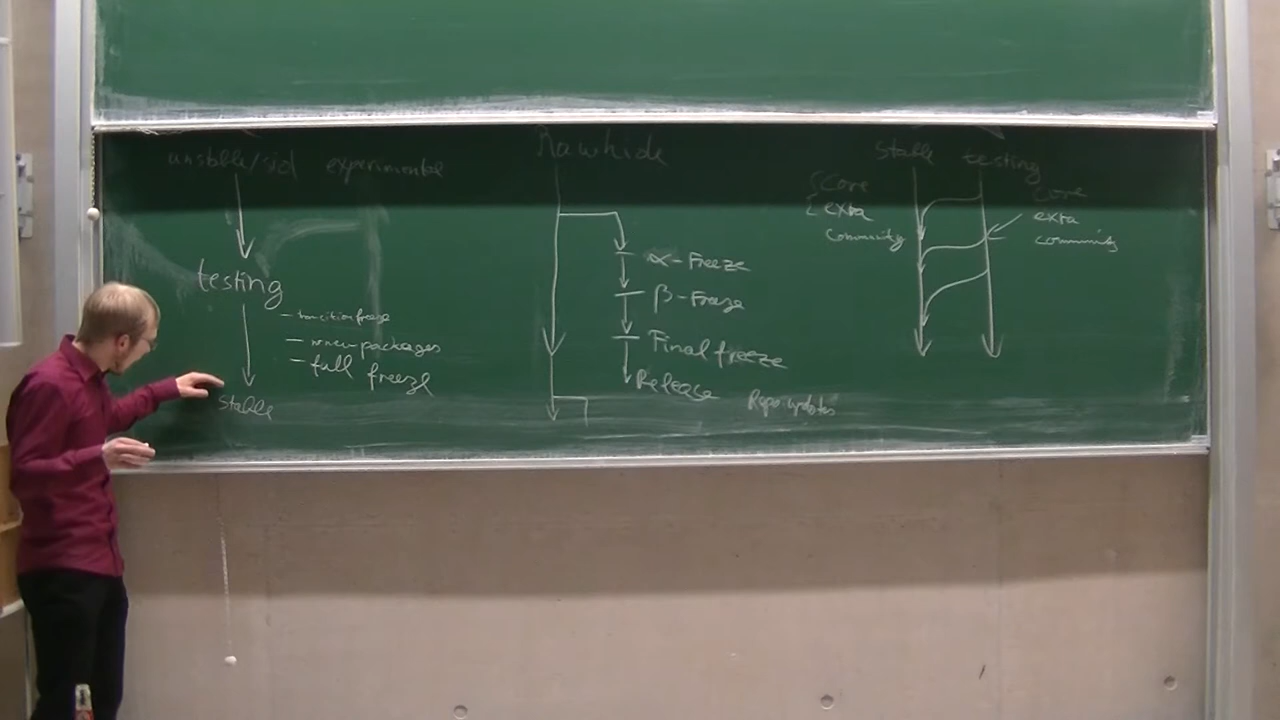 unstable/sid experimental
testing
- transition freeze
- no new packages
- full freeze
stable
Rawhide
α-Freeze
β-Freeze
Final freeze
Release
Repo updates
stable testing
core
extra
community
core
extra
community